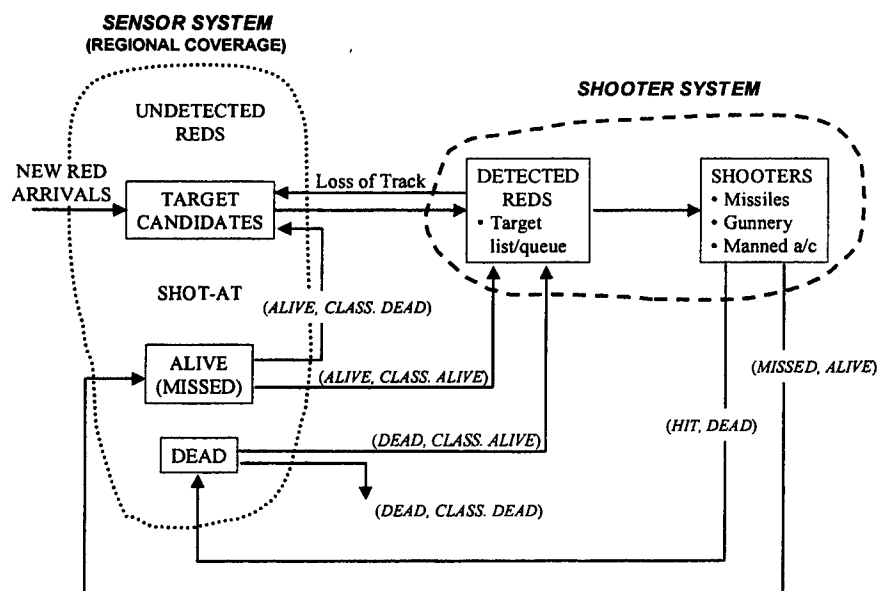 SENSOR SYSTEM
(REGIONAL COVERAGE)
SHOOTER SYSTEM
UNDETECTED
REDS
NEW RED
ARRIVALS
TARGET
CANDIDATES
Loss of Track
DETECTED
REDS
• Target
list/queue
SHOOTERS
• Missiles
• Gunnery
• Manned a/c
SHOT-AT
(ALIVE, CLASS. DEAD)
ALIVE
(MISSED)
(ALIVE, CLASS. ALIVE)
(MISSED, ALIVE)
(HIT, DEAD)
(DEAD, CLASS. ALIVE)
DEAD
(DEAD, CLASS. DEAD)